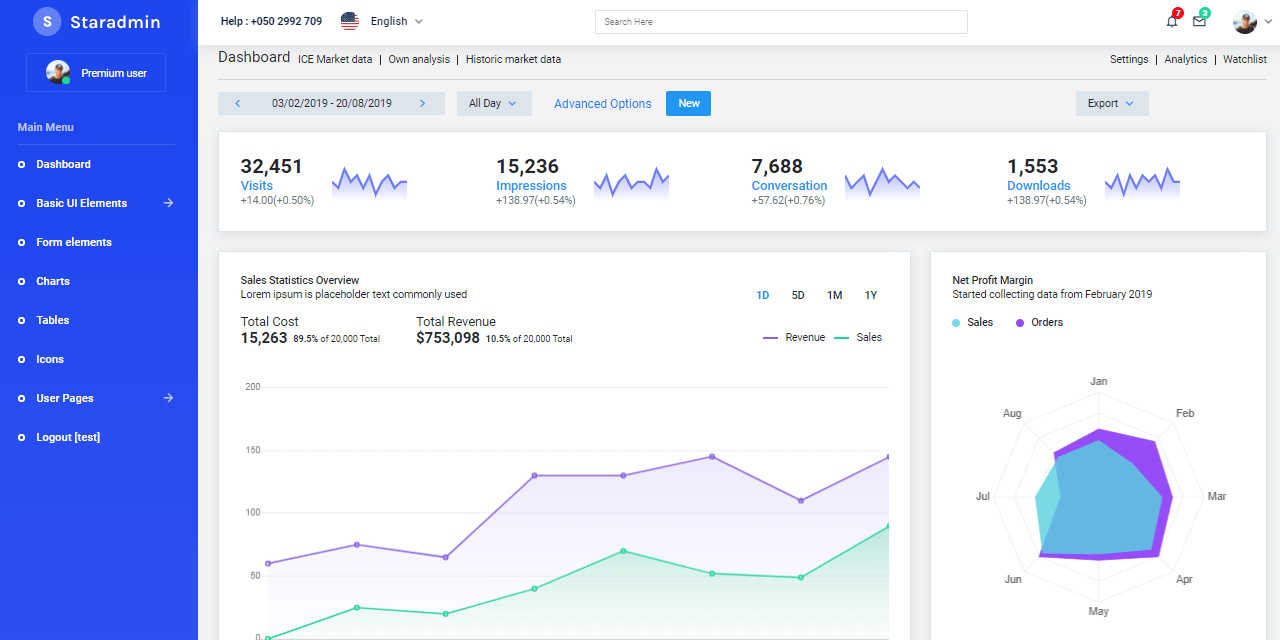 S Staradmin
Premium user
Main Menu
Dashboard
Basic UI Elements
Form elements
Charts
Tables
Icons
User Pages
Logout [test]
Help : +050 2992 709 English Search Here 7 3
Dashboard ICE Market data | Own analysis | Historic market data Settings | Analytics | Watchlist
03/02/2019 - 20/08/2019 All Day Advanced Options New Export
32,451
Visits
+14.00(+0.50%)
15,236
Impressions
+138.97(+0.54%)
7,688
Conversation
+57.62(+0.76%)
1,553
Downloads
+138.97(+0.54%)
Sales Statistics Overview
Lorem ipsum is placeholder text commonly used
1D 5D 1M 1Y
Total Cost
15,263 89.5% of 20,000 Total
Total Revenue
$753,098 10.5% of 20,000 Total
Revenue Sales
200
150
100
50
0
Net Profit Margin
Started collecting data from February 2019
Sales Orders
Jan
Feb
Mar
Apr
May
Jun
Jul
Aug